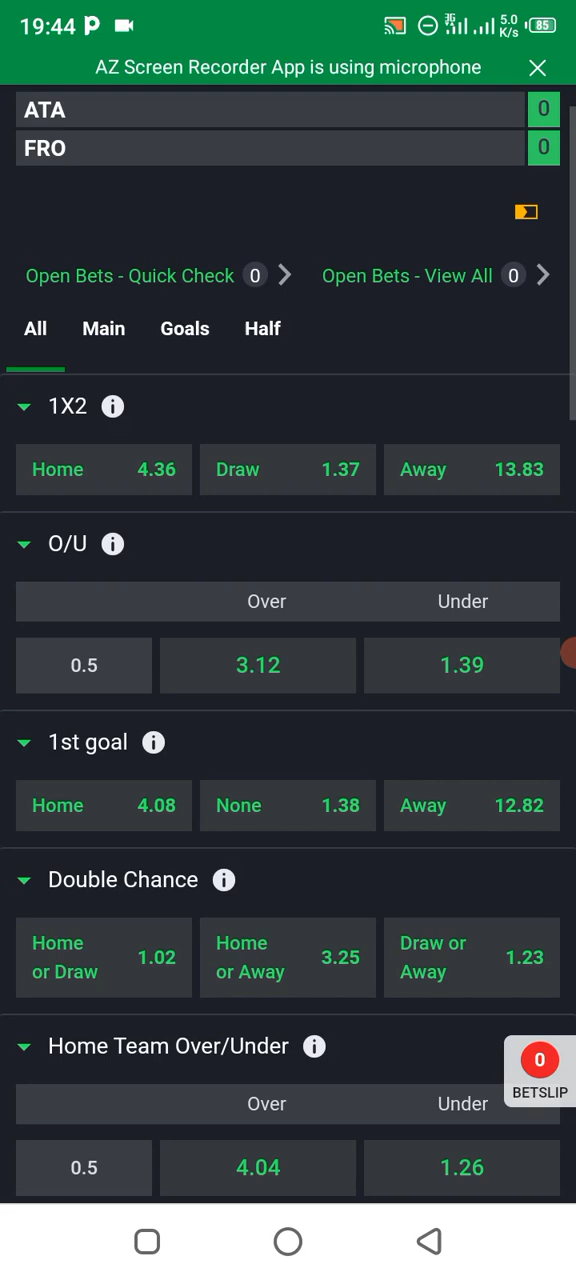 19:44 3G 5.0 K/s 85
AZ Screen Recorder App is using microphone
ATA 0
FRO 0
Open Bets - Quick Check 0 Open Bets - View All 0
All Main Goals Half
1X2
Home 4.36 Draw 1.37 Away 13.83
O/U
Over Under
0.5 3.12 1.39
1st goal
Home 4.08 None 1.38 Away 12.82
Double Chance
Home or Draw 1.02 Home or Away 3.25 Draw or Away 1.23
Home Team Over/Under
0
BETSLIP
Over Under
0.5 4.04 1.26